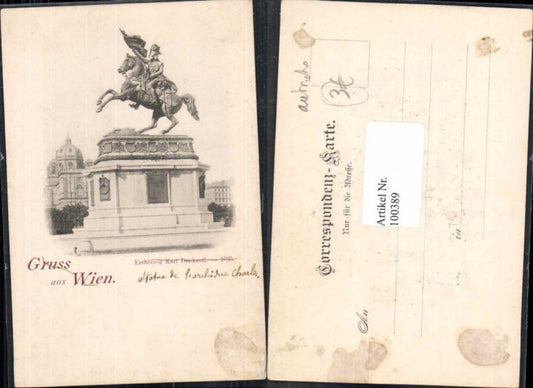 Gruss
aus Wien.
Erzherzog Karl Denkmal.
Statue de l'archiduc Charles
autriche
3€
Correspondenz-Karte.
Nur für die Adresse.
Artikel Nr.
100389
An
in